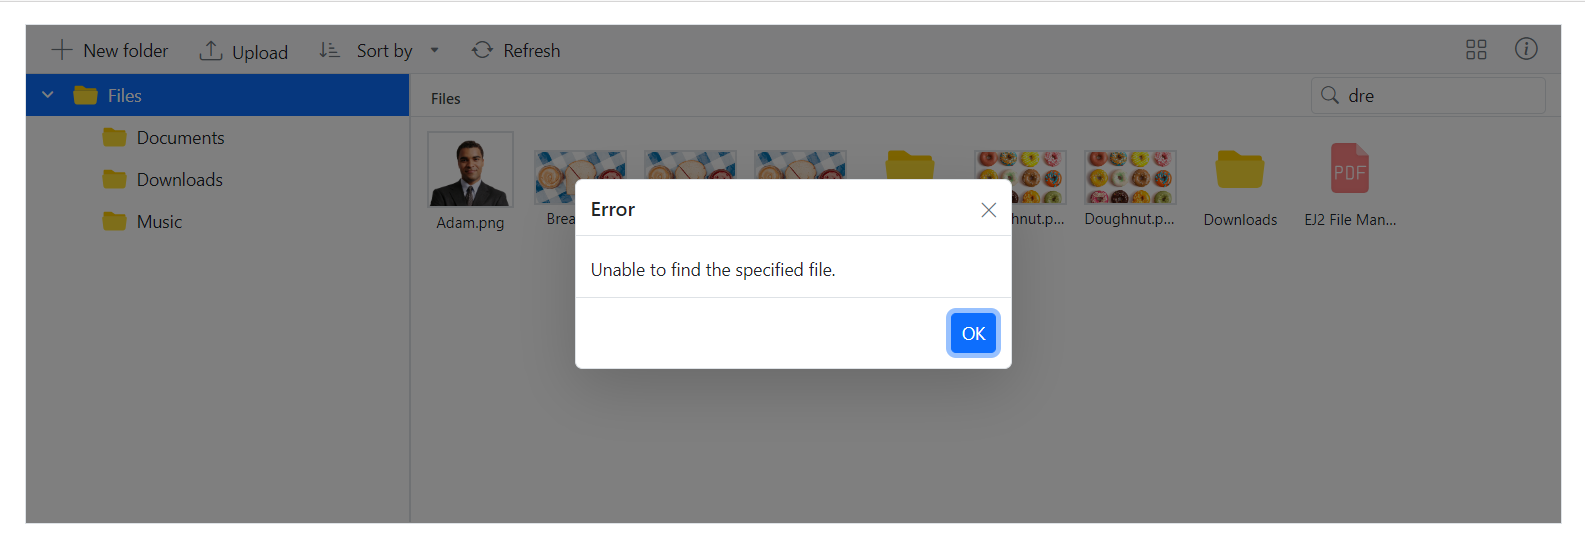 New folder Upload Sort by Refresh
Files
Files
dre
Documents
Downloads
Music
Adam.png
Brea
hnut.p...
Doughnut.p...
Downloads
PDF
EJ2 File Man...
Error
Unable to find the specified file.
OK